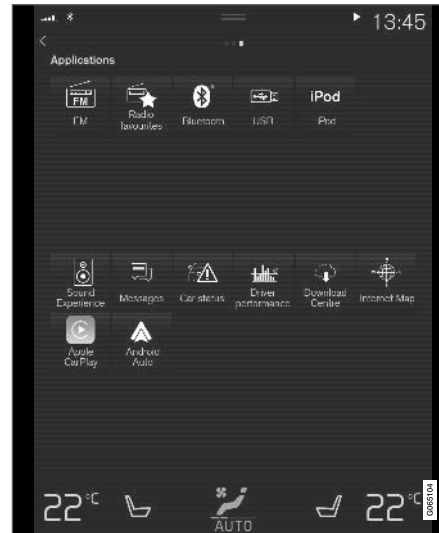 13:45
Applications
FM
iPod
FM
Radio
favourites
Bluetooth
USB
iPod
Sound
Experience
Messages
Car status
Driver
performance
Download
Centre
Internet Map
Apple
CarPlay
Android
Auto
22°C
AUTO
22°C
G065104